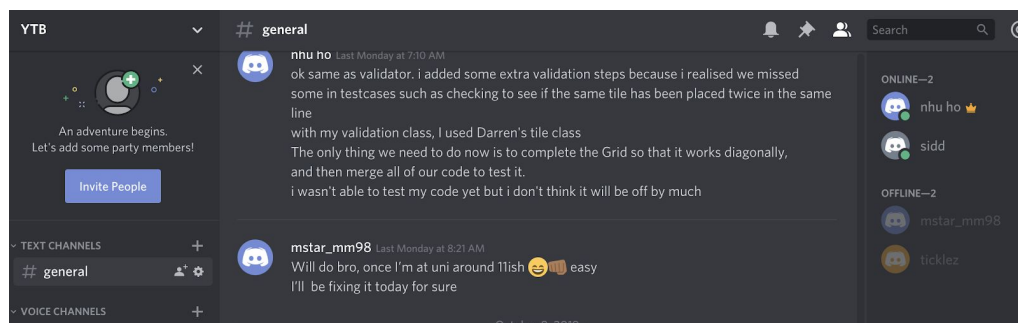 YTB
general
Search
An adventure begins.
Let's add some party members!
Invite People
TEXT CHANNELS
# general
VOICE CHANNELS
nhu ho Last Monday at 7:10 AM
ok same as validator. i added some extra validation steps because i realised we missed
some in testcases such as checking to see if the same tile has been placed twice in the same
line
with my validation class, I used Darren's tile class
The only thing we need to do now is to complete the Grid so that it works diagonally,
and then merge all of our code to test it.
i wasn't able to test my code yet but i don't think it will be off by much
mstar_mm98 Last Monday at 8:21 AM
Will do bro, once I'm at uni around 11ish 😄👊🏾 easy
I'll be fixing it today for sure
ONLINE—2
nhu ho
sidd
OFFLINE—2
mstar_mm98
ticklez